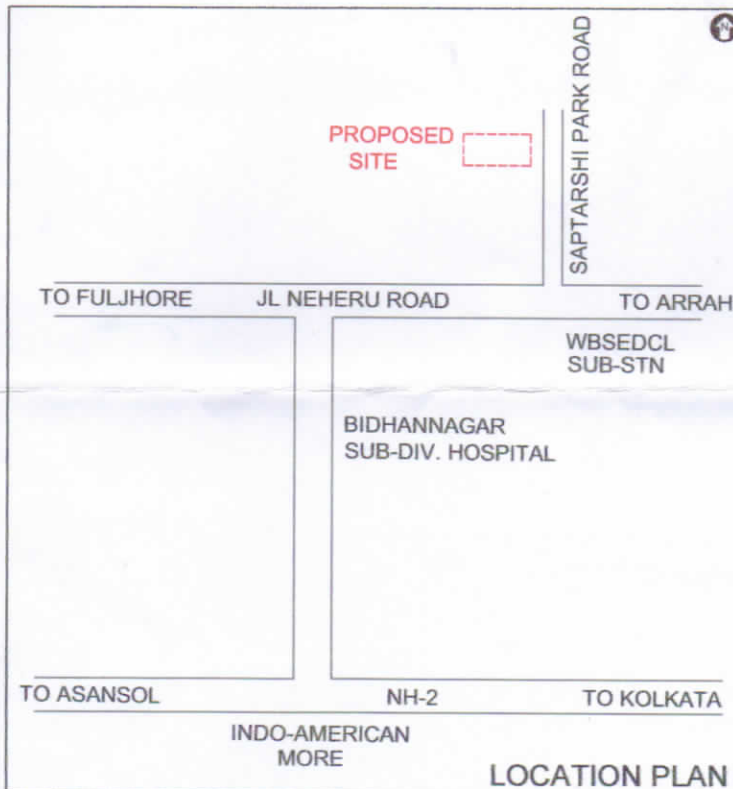 N
SAPTARSHI PARK ROAD
PROPOSED
SITE
TO FULJHORE
JL NEHERU ROAD
TO ARRAH
WBSEDCL
SUB-STN
BIDHANNAGAR
SUB-DIV. HOSPITAL
TO ASANSOL
NH-2
TO KOLKATA
INDO-AMERICAN
MORE
LOCATION PLAN